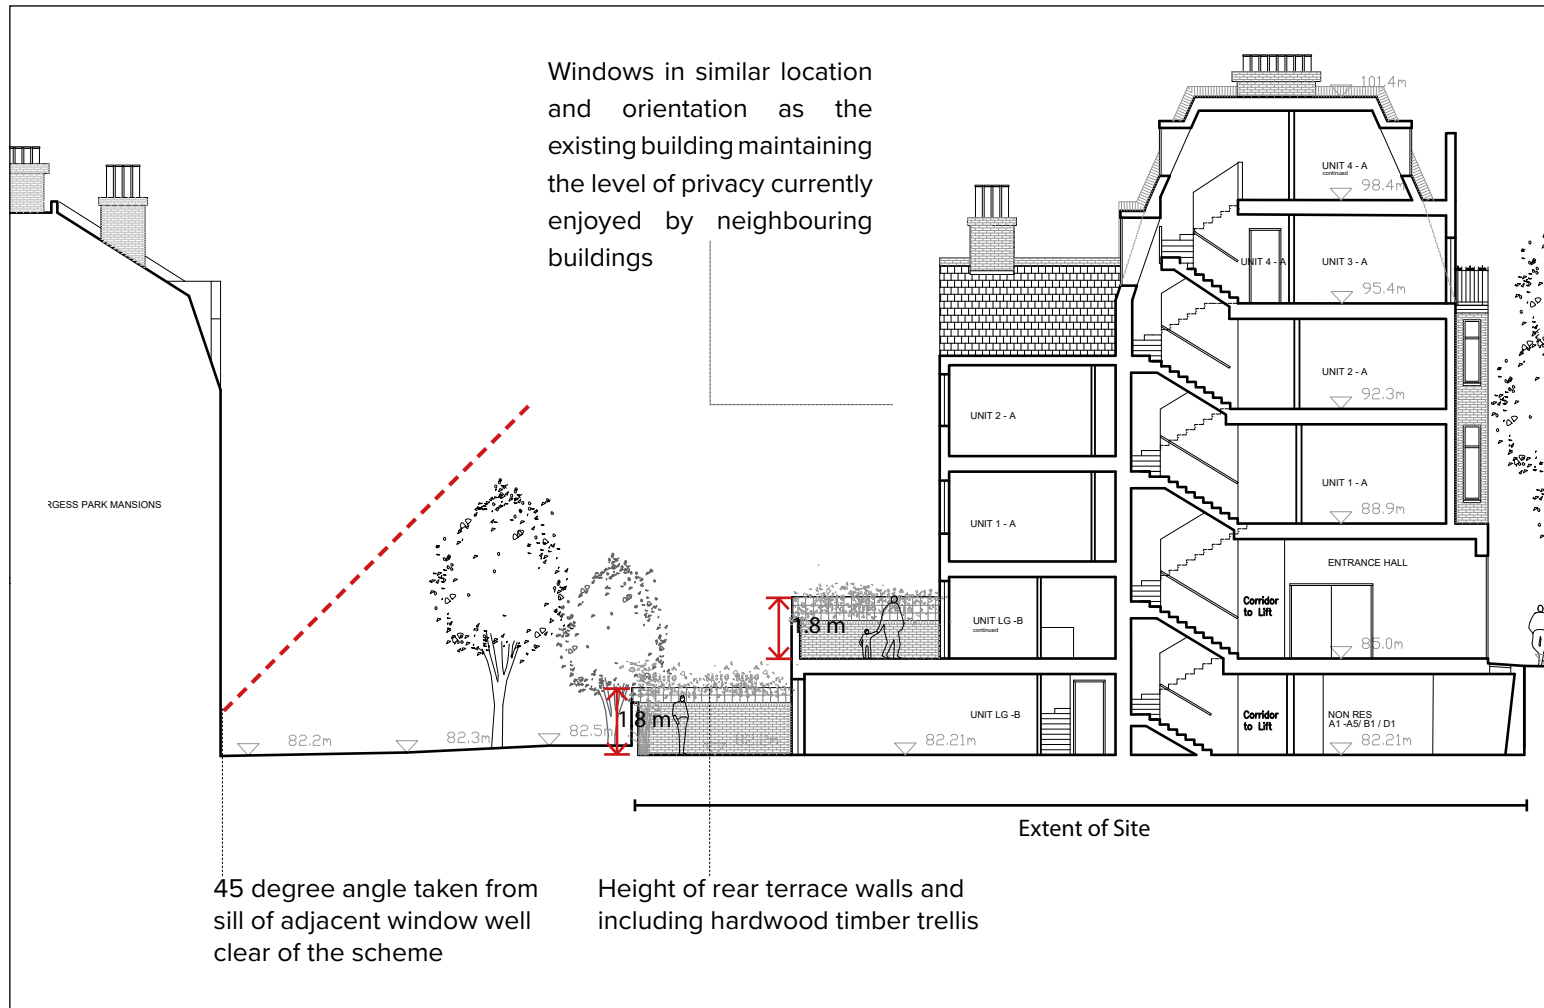 Windows in similar location
and orientation as the
existing building maintaining
the level of privacy currently
enjoyed by neighbouring
buildings
101.4m
UNIT 4 - A
continued
98.4m
UNIT 4 - A
UNIT 3 - A
95.4m
UNIT 2 - A
92.3m
UNIT 2 - A
UNIT 1 - A
88.9m
RGESS PARK MANSIONS
UNIT 1 - A
ENTRANCE HALL
Corridor
to Lift
1.8 m
UNIT LG -B
continued
85.0m
1.8 m
UNIT LG -B
Corridor
to Lift
NON RES
A1 -A5/ B1 / D1
82.2m
82.3m
82.5m
82.21m
82.21m
Extent of Site
45 degree angle taken from
sill of adjacent window well
clear of the scheme
Height of rear terrace walls and
including hardwood timber trellis